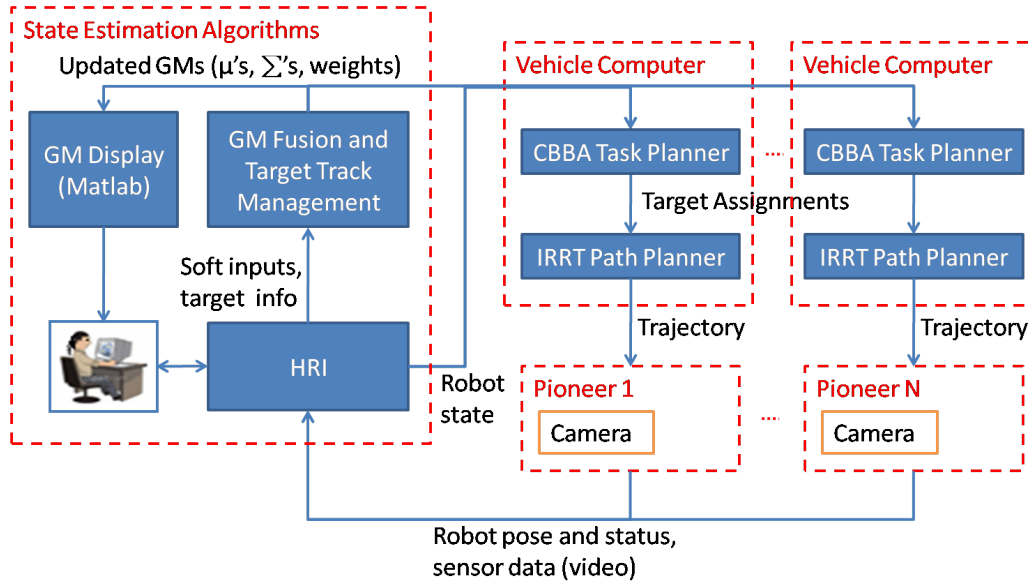 State Estimation Algorithms
Updated GMs (μ's, ∑'s, weights)
GM Display
(Matlab)
GM Fusion and
Target Track
Management
Soft inputs,
target info
HRI
Robot
state
Vehicle Computer
CBBA Task Planner
Target Assignments
IRRT Path Planner
Trajectory
Pioneer 1
Camera
....
....
Vehicle Computer
CBBA Task Planner
IRRT Path Planner
Trajectory
Pioneer N
Camera
Robot pose and status,
sensor data (video)